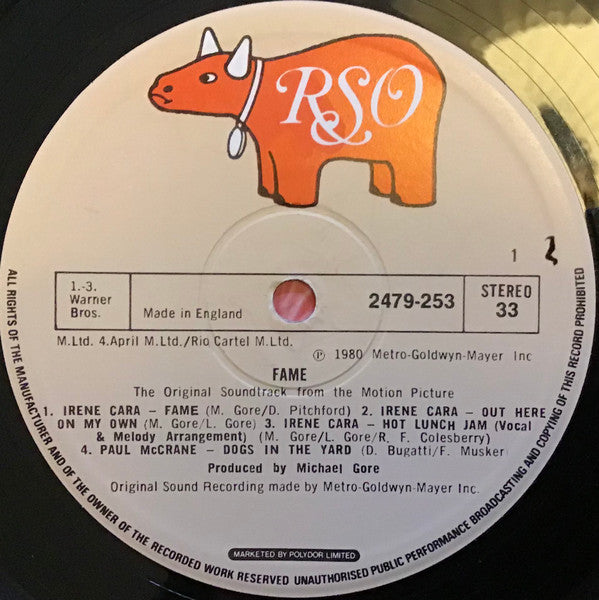 RSO
1
1.-3.
Warner
Bros.
Made in England
2479-253
STEREO
33
M.Ltd. 4.April M.Ltd./Rio Cartel M.Ltd.
Ⓟ 1980 Metro-Goldwyn-Mayer Inc
FAME
The Original Soundtrack from the Motion Picture
1. IRENE CARA – FAME (M. Gore/D. Pitchford) 2. IRENE CARA – OUT HERE
ON MY OWN (M. Gore/L. Gore) 3. IRENE CARA – HOT LUNCH JAM (Vocal
& Melody Arrangement) (M. Gore/L. Gore/R. F. Colesberry)
4. PAUL McCRANE – DOGS IN THE YARD (D. Bugatti/F. Musker)
Produced by Michael Gore
Original Sound Recording made by Metro-Goldwyn-Mayer Inc.
MARKETED BY POLYDOR LIMITED
ALL RIGHTS OF THE MANUFACTURER AND OF THE OWNER OF THE RECORDED WORK RESERVED UNAUTHORISED PUBLIC PERFORMANCE BROADCASTING AND COPYING OF THIS RECORD PROHIBITED